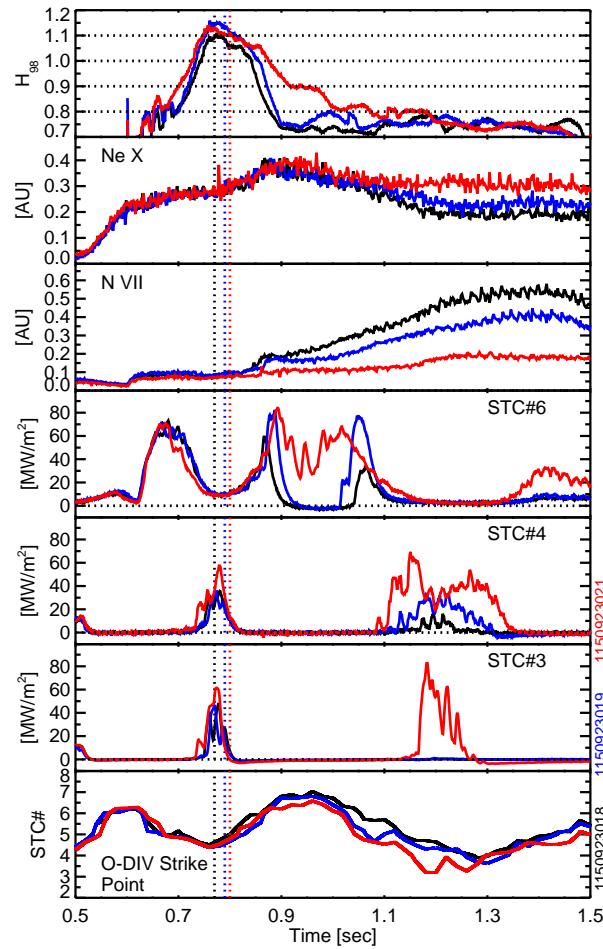 1.2
1.1
1.0
0.9
0.8
0.7
H98
Ne X
0.4
0.3
0.2
0.1
0.0
[AU]
N VII
0.6
0.5
0.4
0.3
0.2
0.1
0.0
[AU]
STC#6
80
60
40
20
0
[MW/m²]
STC#4
80
60
40
20
0
[MW/m²]
STC#3
80
60
40
20
0
[MW/m²]
8
7
6
5
4
3
2
STC#
O-DIV Strike
Point
0.5 0.7 0.9 1.1 1.3 1.5
Time [sec]
1150923018
1150923019
1150923021